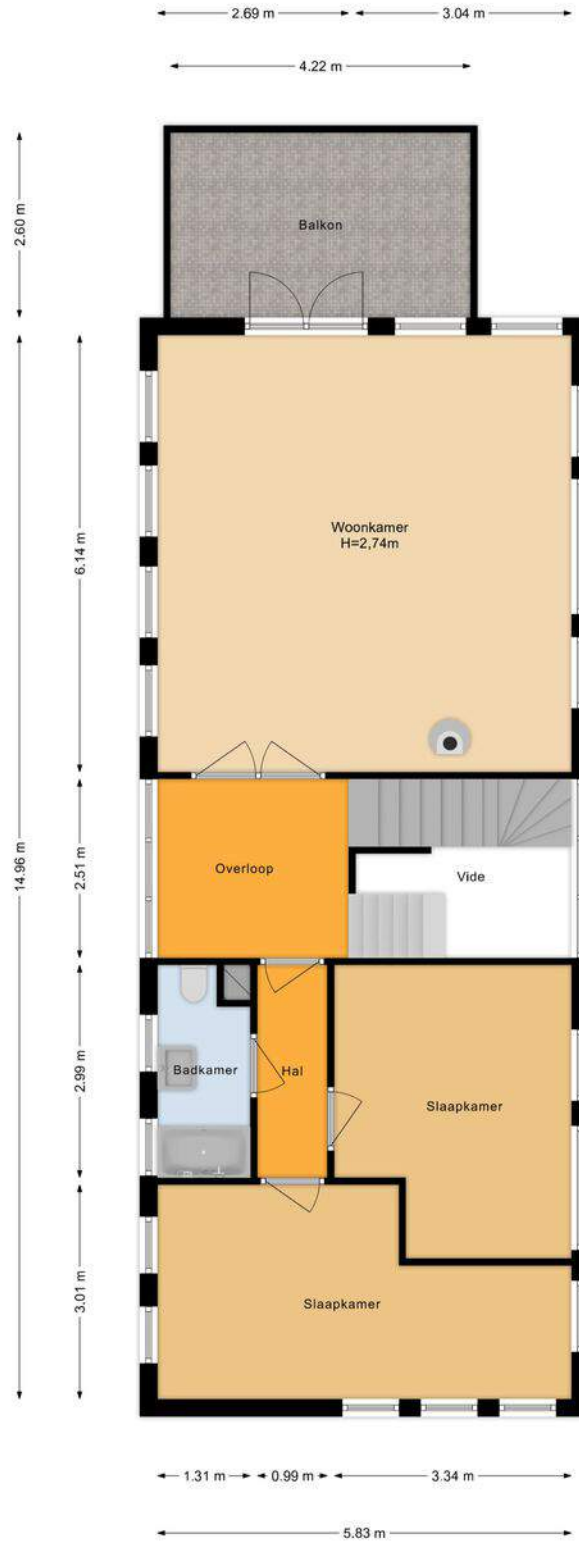 2.69 m
3.04 m
4.22 m
2.60 m
Balkon
Woonkamer
H=2,74m
6.14 m
14.96 m
2.51 m
Overloop
Vide
2.99 m
Badkamer
Hal
Slaapkamer
3.01 m
Slaapkamer
1.31 m
0.99 m
3.34 m
5.83 m